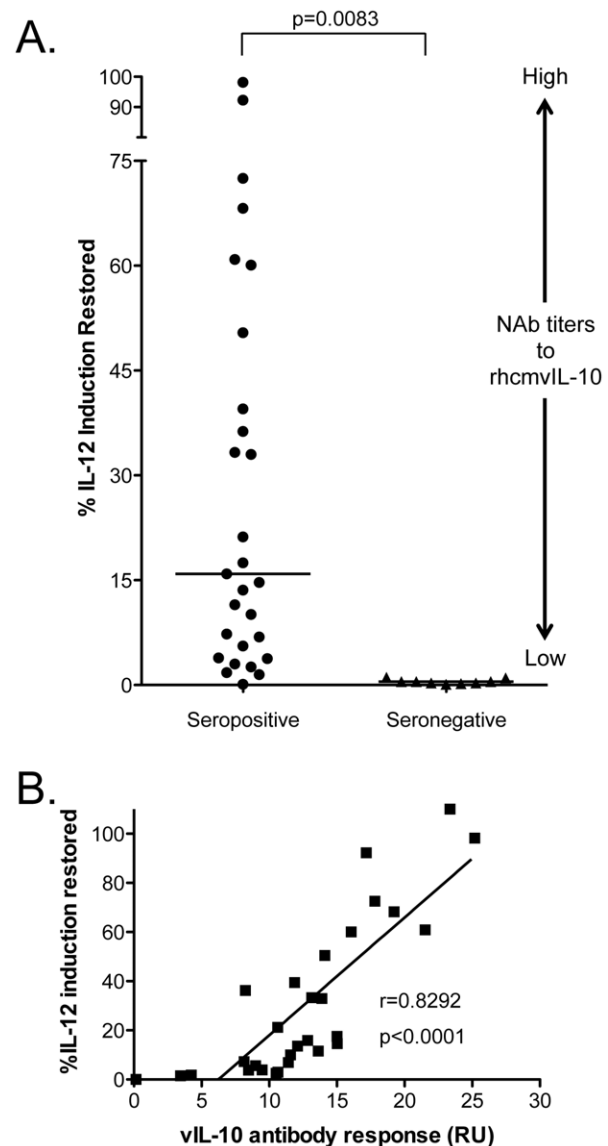 A.
p=0.0083
100
90
75
60
45
30
15
0
% IL-12 Induction Restored
High
NAb titers
to
rhcmvIL-10
Low
Seropositive
Seronegative
B.
100
80
60
40
20
0
%IL-12 induction restored
r=0.8292
p<0.0001
0 5 10 15 20 25 30
vIL-10 antibody response (RU)